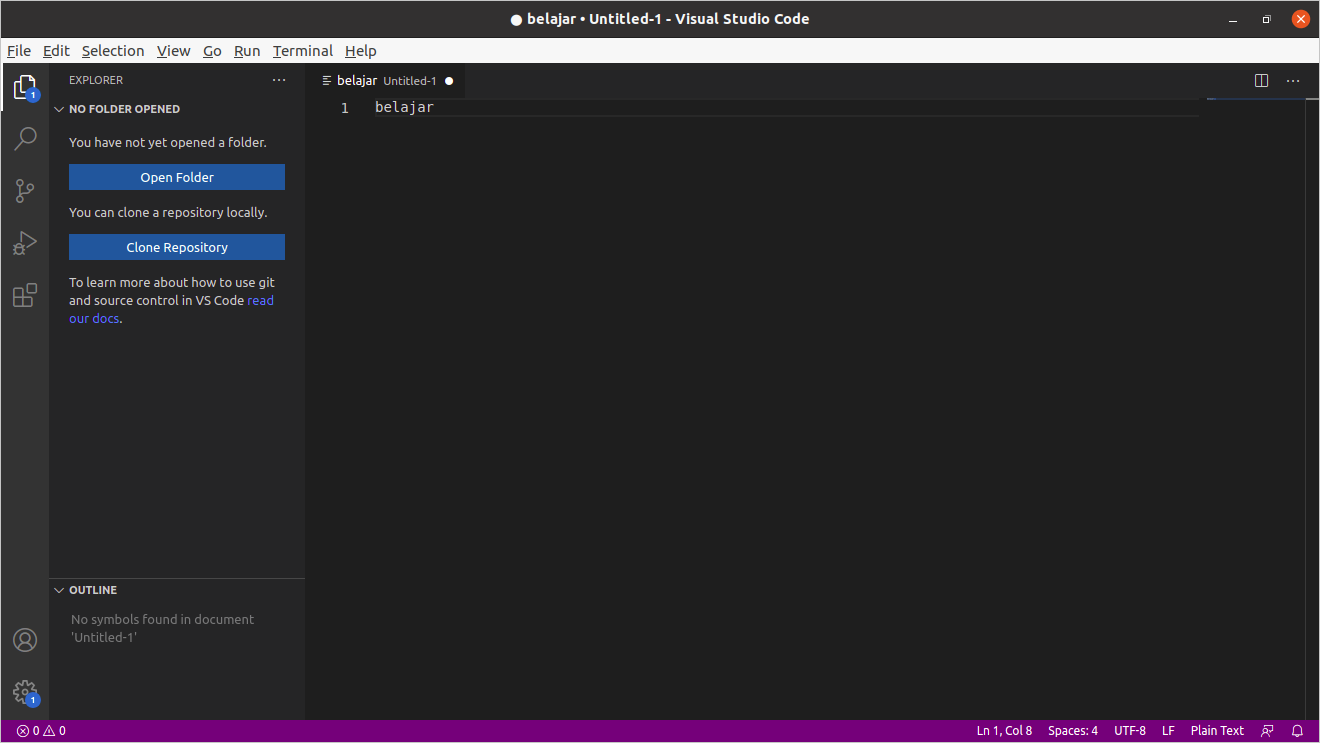 ● belajar • Untitled-1 - Visual Studio Code
File Edit Selection View Go Run Terminal Help
EXPLORER
1
NO FOLDER OPENED
You have not yet opened a folder.
Open Folder
You can clone a repository locally.
Clone Repository
To learn more about how to use git
and source control in VS Code read
our docs.
OUTLINE
No symbols found in document
'Untitled-1'
1
belajar Untitled-1 ●
1 belajar
0 0
Ln 1, Col 8 Spaces: 4 UTF-8 LF Plain Text